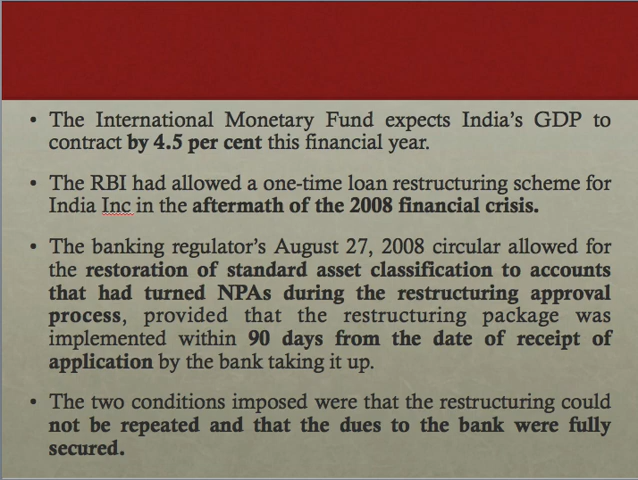 • The International Monetary Fund expects India's GDP to
contract by 4.5 per cent this financial year.
• The RBI had allowed a one-time loan restructuring scheme for
India Inc in the aftermath of the 2008 financial crisis.
• The banking regulator's August 27, 2008 circular allowed for
the restoration of standard asset classification to accounts
that had turned NPAs during the restructuring approval
process, provided that the restructuring package was
implemented within 90 days from the date of receipt of
application by the bank taking it up.
• The two conditions imposed were that the restructuring could
not be repeated and that the dues to the bank were fully
secured.